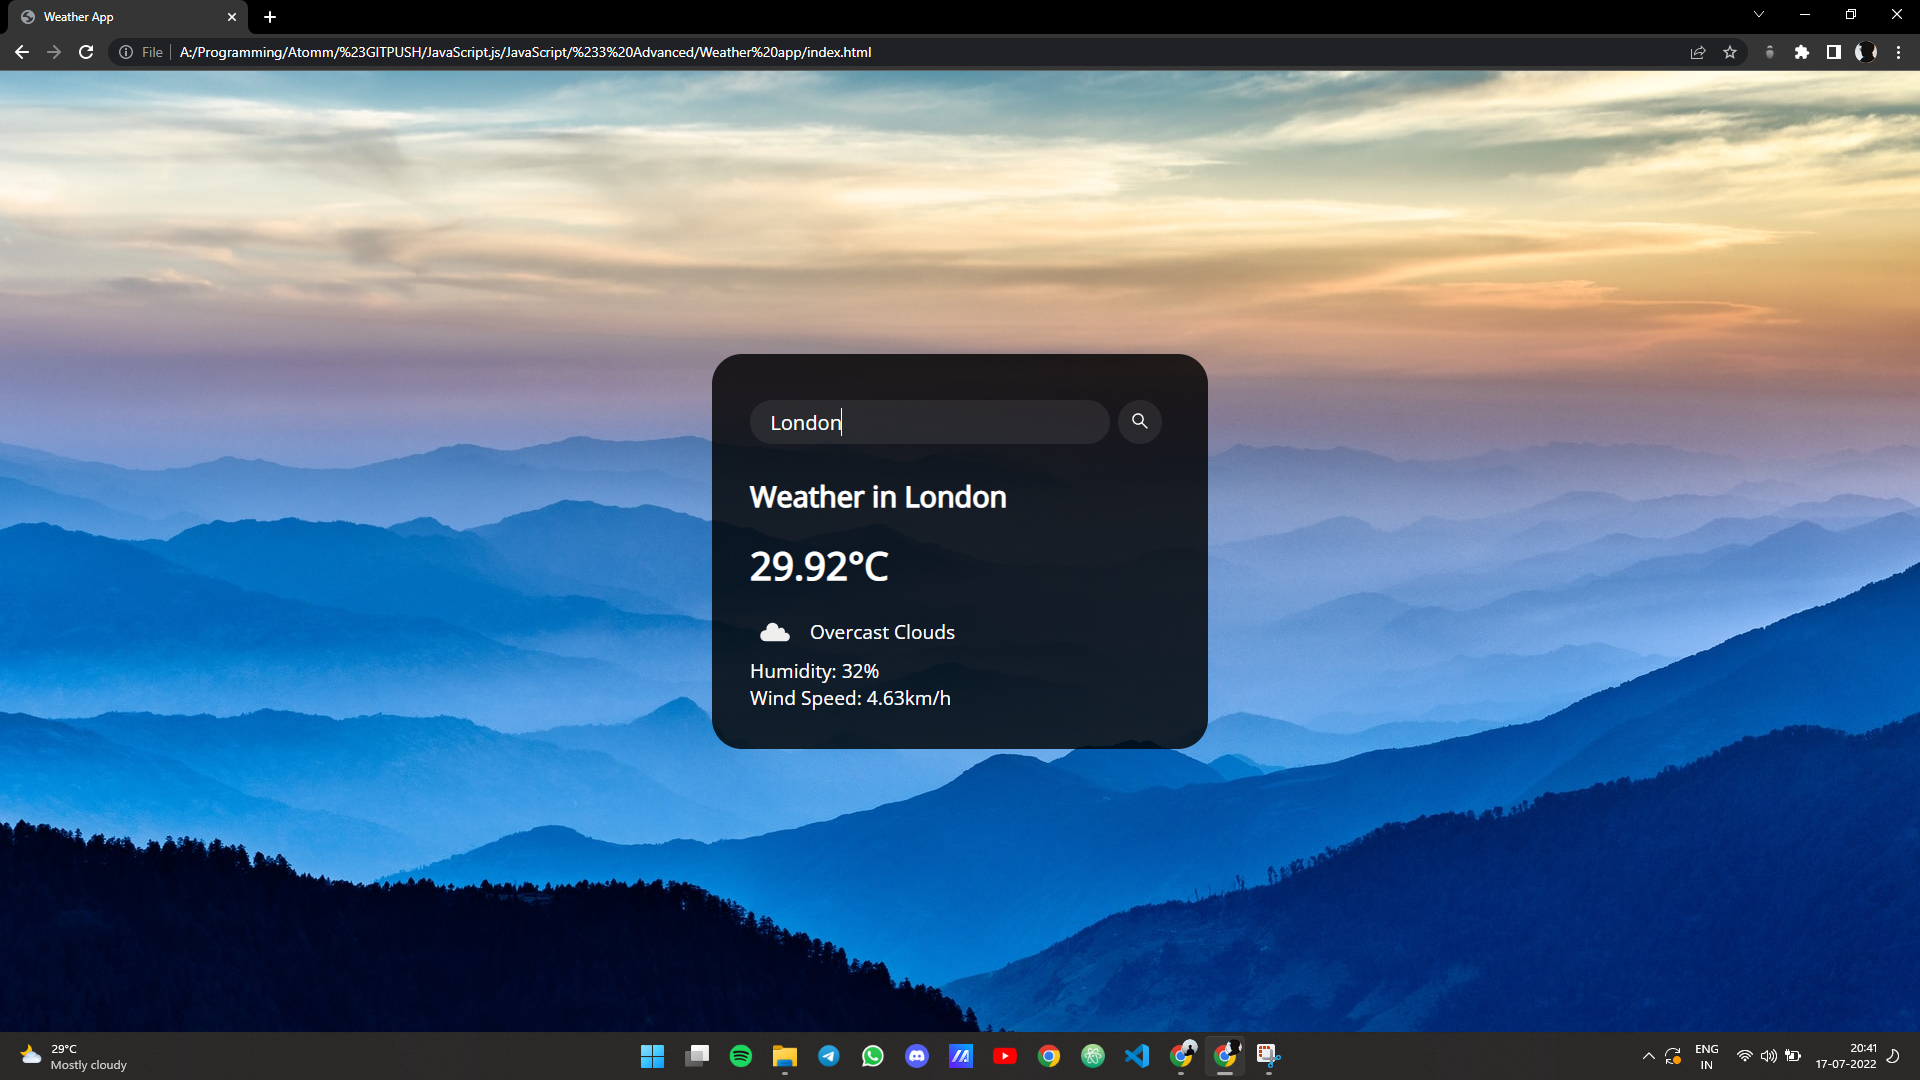 Weather App
File
A:/Programming/Atomm/%23GITPUSH/JavaScript.js/JavaScript/%233%20Advanced/Weather%20app/index.html
London
Weather in London
29.92°C
Overcast Clouds
Humidity: 32%
Wind Speed: 4.63km/h
29°C
Mostly cloudy
ENG
IN
20:41
17-07-2022